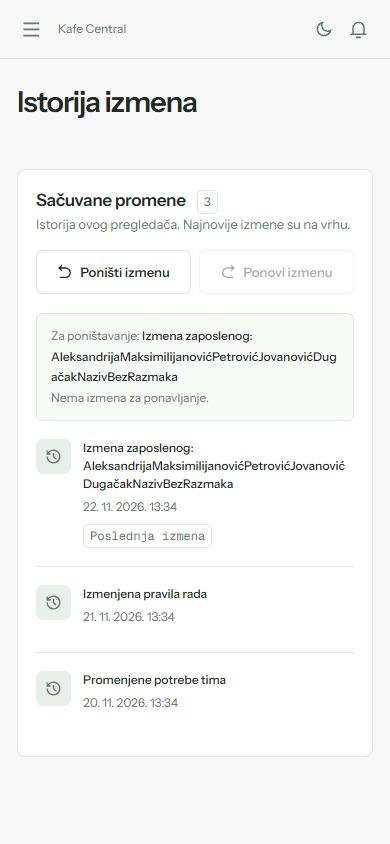 Kafe Central
Istorija izmena
Sačuvane promene 3
Istorija ovog pregledača. Najnovije izmene su na vrhu.
Poništi izmenu
Ponovi izmenu
Za poništavanje: Izmena zaposlenog:
AleksandrijaMaksimilijanovićPetrovićJovanovićDug
ačakNazivBezRazmaka
Nema izmena za ponavljanje.
Izmena zaposlenog:
AleksandrijaMaksimilijanovićPetrovićJovanović
DugačakNazivBezRazmaka
22. 11. 2026. 13:34
Poslednja izmena
Izmenjena pravila rada
21. 11. 2026. 13:34
Promenjene potrebe tima
20. 11. 2026. 13:34